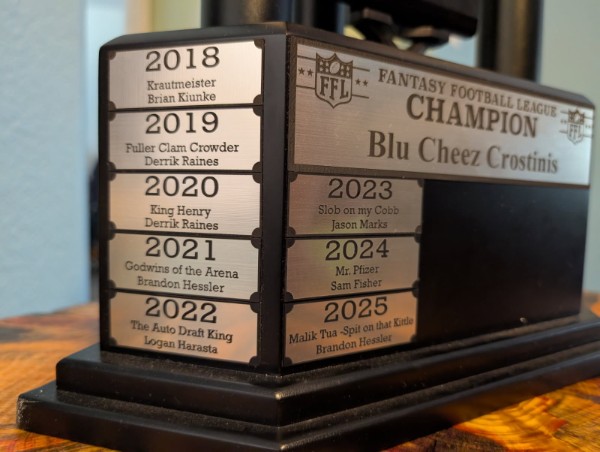 2018
Krautmeister
Brian Kiunke
2019
Fuller Clam Crowder
Derrik Raines
2020
King Henry
Derrik Raines
2021
Godwins of the Arena
Brandon Hessler
2022
The Auto Draft King
Logan Harasta
FFL
FANTASY FOOTBALL LEAGUE
CHAMPION
Blu Cheez Crostinis
FFL
2023
Slob on my Cobb
Jason Marks
2024
Mr. Pfizer
Sam Fisher
2025
Malik Tua -Spit on that Kittle
Brandon Hessler